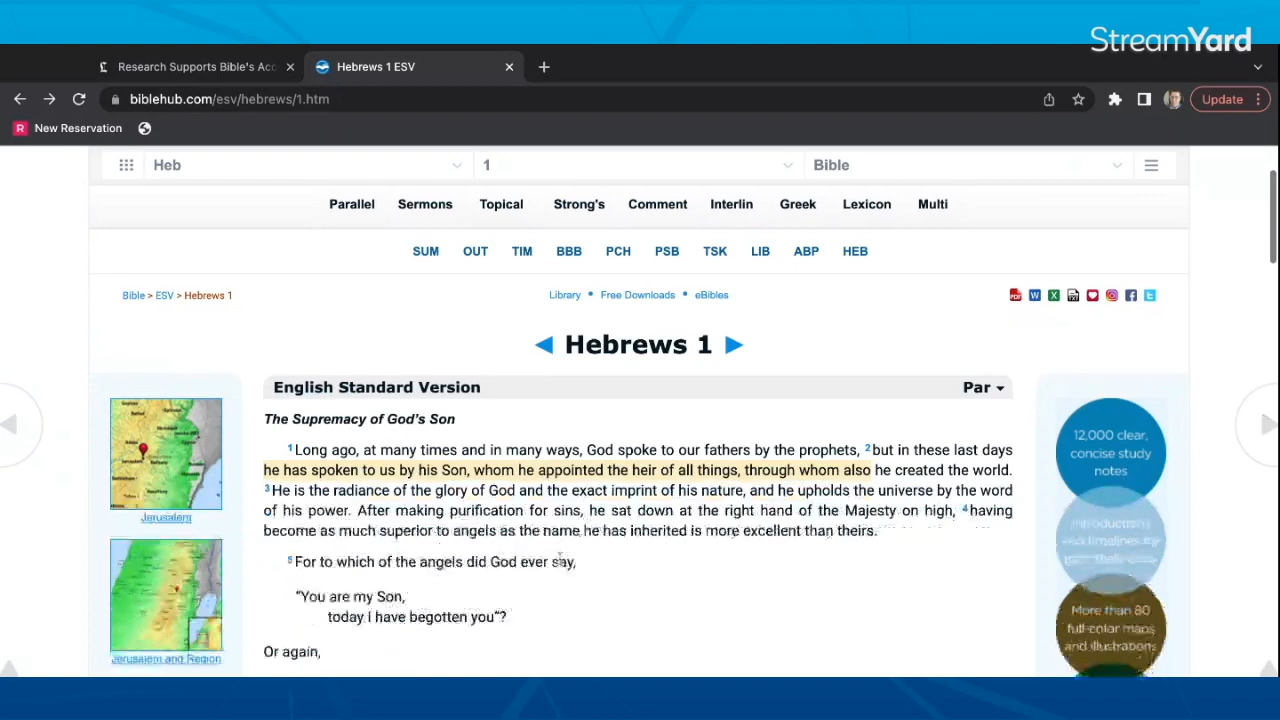 StreamYard
Research Supports Bible's Acc
Hebrews 1 ESV
biblehub.com/esv/hebrews/1.htm
Update
New Reservation
Heb
1
Bible
Parallel Sermons Topical Strong's Comment Interlin Greek Lexicon Multi
SUM OUT TIM BBB PCH PSB TSK LIB ABP HEB
Bible > ESV > Hebrews 1
Library • Free Downloads • eBibles
Hebrews 1
English Standard Version
Par
The Supremacy of God's Son
1Long ago, at many times and in many ways, God spoke to our fathers by the prophets, 2but in these last days
he has spoken to us by his Son, whom he appointed the heir of all things, through whom also he created the world.
3He is the radiance of the glory of God and the exact imprint of his nature, and he upholds the universe by the word
of his power. After making purification for sins, he sat down at the right hand of the Majesty on high, 4having
become as much superior to angels as the name he has inherited is more excellent than theirs.
5For to which of the angels did God ever say,
“You are my Son,
today I have begotten you”?
Or again,
Jerusalem
Jerusalem and Region
12,000 clear,
concise study
notes
Introductions
More than 80
full-color maps
and illustrations